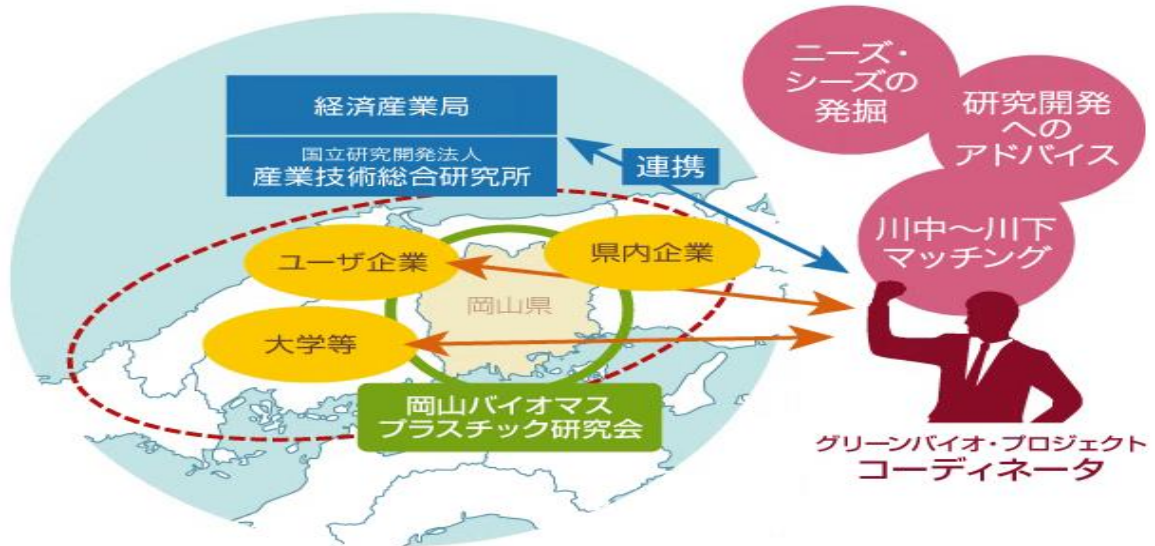 経済産業局
国立研究開発法人
産業技術総合研究所
連携
ニーズ・
シーズの
発掘
研究開発
への
アドバイス
川中～川下
マッチング
ユーザ企業
県内企業
岡山県
大学等
岡山バイオマス
プラスチック研究会
グリーンバイオ・プロジェクト
コーディネータ